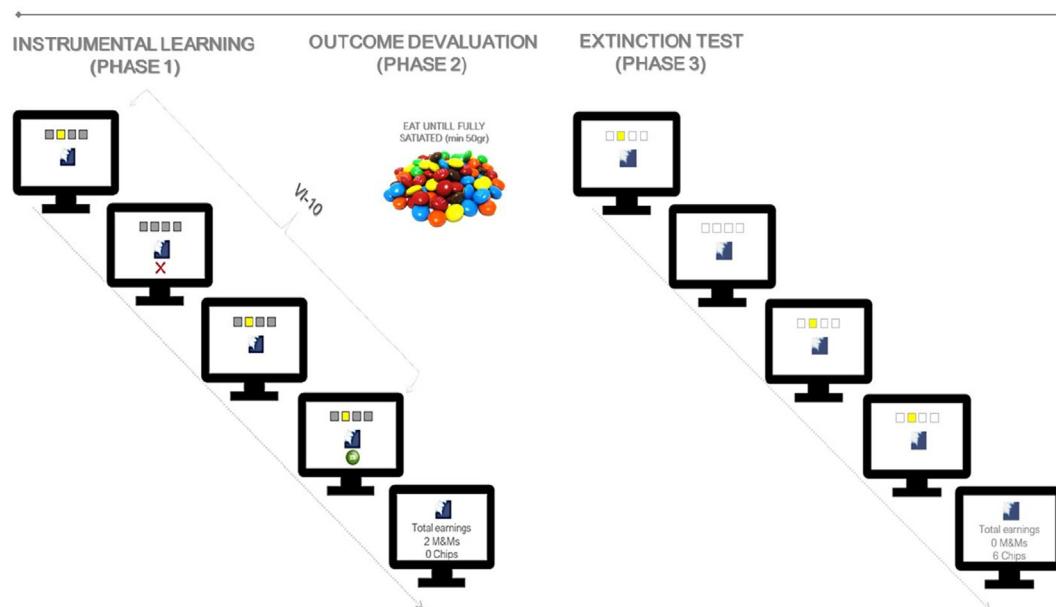 INSTRUMENTAL LEARNING
(PHASE 1)
OUTCOME DEVALUATION
(PHASE 2)
EXTINCTION TEST
(PHASE 3)
EAT UNTILL FULLY
SATIATED (min 50gr)
VI-10
X
m
Total earnings
2 M&Ms
0 Chips
Total earnings
0 M&Ms
6 Chips